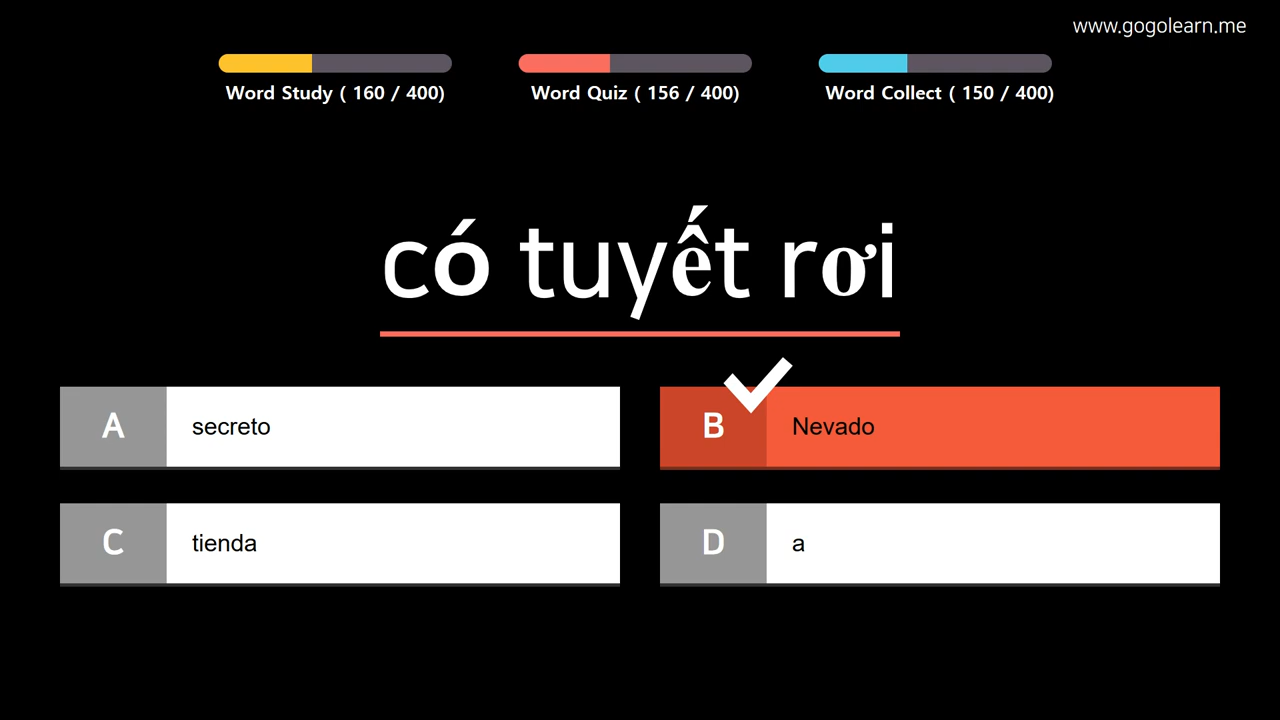 www.gogolearn.me
Word Study ( 160 / 400)
Word Quiz ( 156 / 400)
Word Collect ( 150 / 400)
có tuyết rơi
A secreto
B Nevado
C tienda
D a